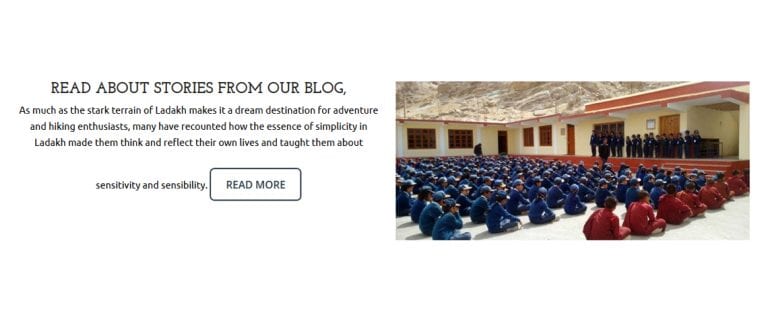 READ ABOUT STORIES FROM OUR BLOG,
As much as the stark terrain of Ladakh makes it a dream destination for adventure
and hiking enthusiasts, many have recounted how the essence of simplicity in
Ladakh made them think and reflect their own lives and taught them about
sensitivity and sensibility. READ MORE